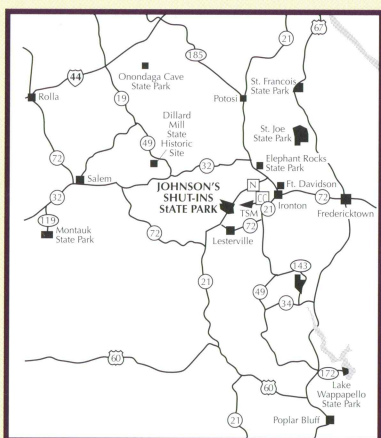 67
21
185
44
Onondaga Cave
State Park
St. Francois
State Park
Rolla
19
Potosi
Dillard
Mill
State
Historic
Site
St. Joe
State Park
49
72
32
Elephant Rocks
State Park
Salem
N
Ft. Davidson
JOHNSON'S
SHUT-INS
STATE PARK
CC
Ironton
72
32
TSM
21
Fredericktown
119
Lesterville
72
Montauk
State Park
72
143
21
49
34
60
172
60
Lake
Wappapello
State Park
21
Poplar Bluff